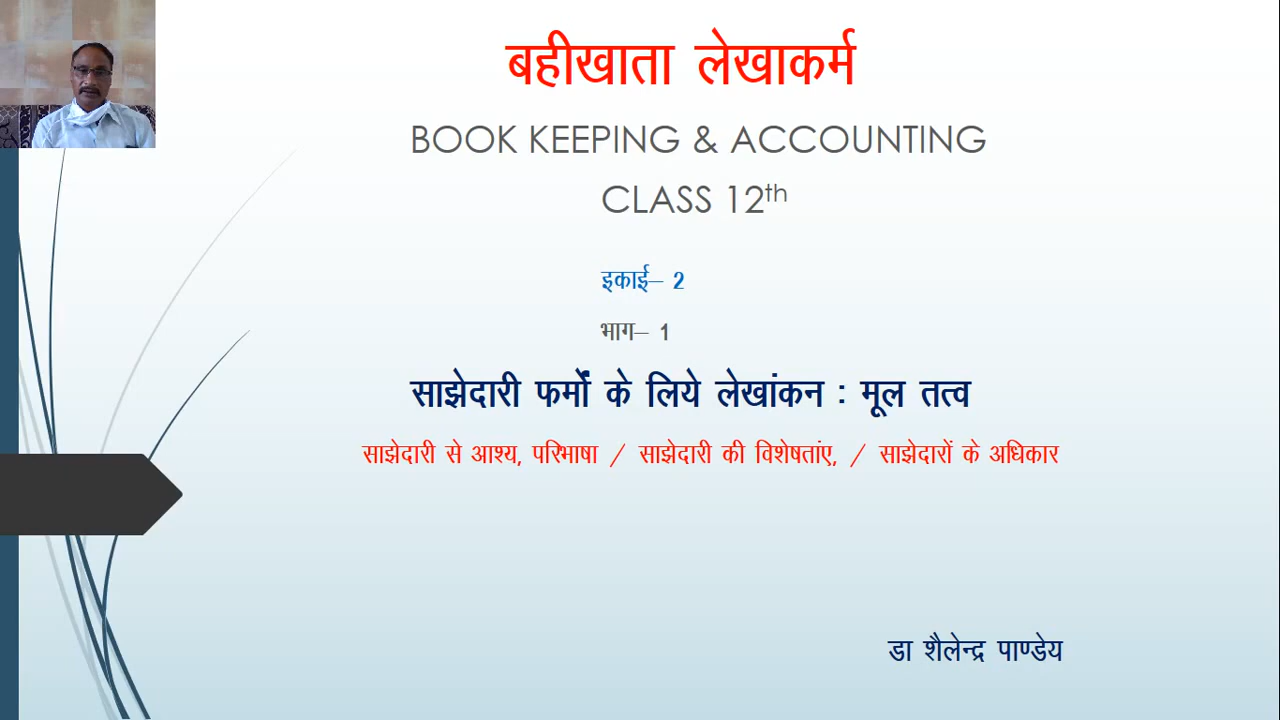 बहीखाता लेखाकर्म
BOOK KEEPING & ACCOUNTING
CLASS 12th
इकाई– 2
भाग– 1
साझेदारी फर्मों के लिये लेखांकन : मूल तत्व
साझेदारी से आश्य, परिभाषा / साझेदारी की विशेषतांए, / साझेदारों के अधिकार
डा शैलेन्द्र पाण्डेय